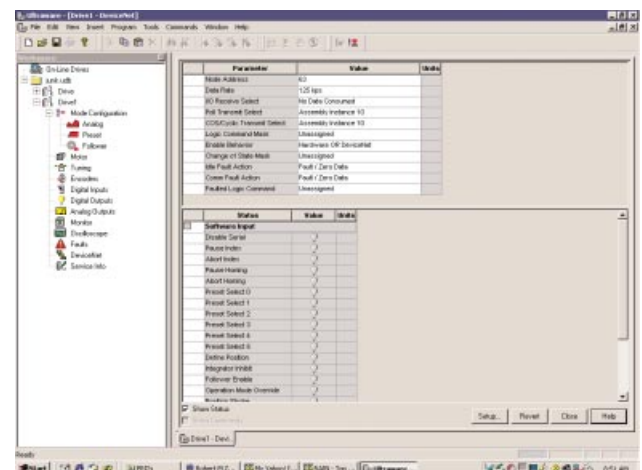 Ultraware - [Drive1 - DeviceNet]
File Edit View Insert Program Tools Commands Window Help
Workspace
On-Line Drives
junk.udb
Drive
Drive1
Mode Configuration
Analog
Preset
Follower
Motor
Tuning
Encoders
Digital Inputs
Digital Outputs
Analog Outputs
Monitor
Oscilloscope
Faults
DeviceNet
Service Info
Parameter Value Units
Node Address 63
Data Rate 125 kbps
I/O Receive Select No Data Consumed
Poll Transmit Select Assembly Instance 10
COS/Cyclic Transmit Select Assembly Instance 10
Logic Command Mask Unassigned
Enable Behavior Hardware OR DeviceNet
Change of State Mask Unassigned
Idle Fault Action Fault / Zero Data
Comm Fault Action Fault / Zero Data
Faulted Logic Command Unassigned
Status Value Units
Software Input
Disable Serial
Pause Index
Abort Index
Pause Homing
Abort Homing
Preset Select 0
Preset Select 1
Preset Select 2
Preset Select 3
Preset Select 4
Preset Select 5
Define Position
Integrator Inhibit
Follower Enable
Operation Mode Override
Position Strobe
Show Status
Show Commands
Setup... Revert Close Help
Drive1 - Devi...
Ready
Start